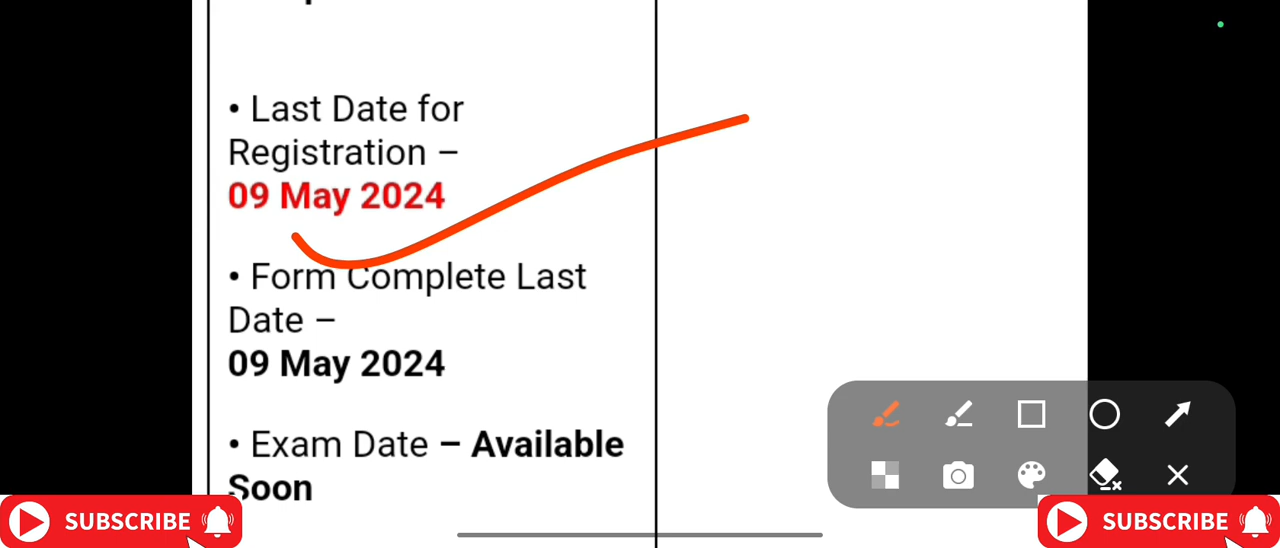 • Last Date for
Registration –
09 May 2024
• Form Complete Last
Date –
09 May 2024
• Exam Date – Available
Soon
SUBSCRIBE
SUBSCRIBE